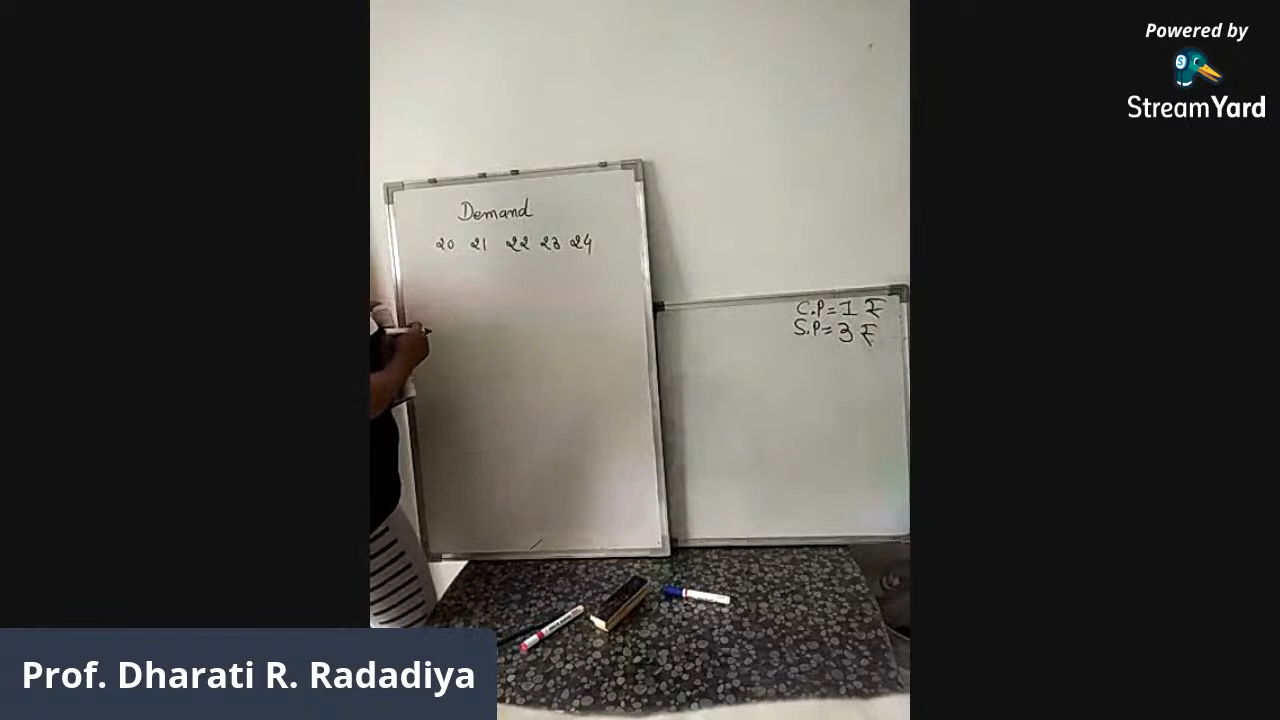 Powered by
StreamYard
Demand
20 21 22 23 24
C.P = 1 ₹
S.P = 3 ₹
Prof. Dharati R. Radadiya